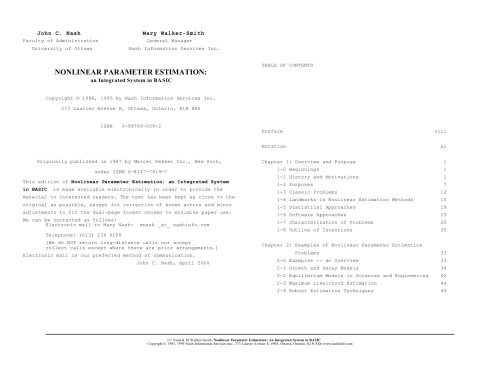 John C. Nash Mary Walker-Smith
Faculty of Administration General Manager
University of Ottawa Nash Information Services Inc.
NONLINEAR PARAMETER ESTIMATION:
an Integrated System in BASIC
Copyright © 1986, 1995 by Nash Information Services Inc.
375 Laurier Avenue E, Ottawa, Ontario, K1N 6R6
ISBN 0-88769-009-2
Originally published in 1987 by Marcel Dekker Inc., New York,
under ISBN 0-8247-7819-7
This edition of Nonlinear Parameter Estimation: an Integrated System
in BASIC is made available electronically in order to provide the
material to interested readers. The text has been kept as close to the
original as possible, except for correction of known errors and minor
adjustments to fit the dual-page format chosen to minimize paper use.
We can be contacted as follows:
Electronic mail to Mary Nash: mnash _at_ nashinfo.com
Telephone: (613) 236 6108
[We do NOT return long-distance calls nor accept
collect calls except where there are prior arrangements.]
Electronic mail is our preferred method of communication.
John C. Nash, April 2004
TABLE OF CONTENTS
Preface viii
Notation xi
Chapter 1: Overview and Purpose 1
1-0 Beginnings 1
1-1 History and Motivations 1
1-2 Purposes 7
1-3 Classic Problems 12
1-4 Landmarks in Nonlinear Estimation Methods 15
1-5 Statistical Approaches 19
1-6 Software Approaches 23
1-7 Characterization of Problems 25
1-8 Outline of Intentions 30
Chapter 2: Examples of Nonlinear Parameter Estimation
Problems 33
2-0 Examples -- an Overview 33
2-1 Growth and Decay Models 34
2-2 Equilibrium Models in Sciences and Engineering 42
2-3 Maximum Likelihood Estimation 44
2-4 Robust Estimation Techniques 45
J C Nash & M Walker-Smith, Nonlinear Parameter Estimation: An Integrated System in BASIC
Copyright © 1987, 1995 Nash Information Services Inc., 375 Laurier Avenue E, #905, Ottawa, Ontario, K1N 6R6 www.nashinfo.com